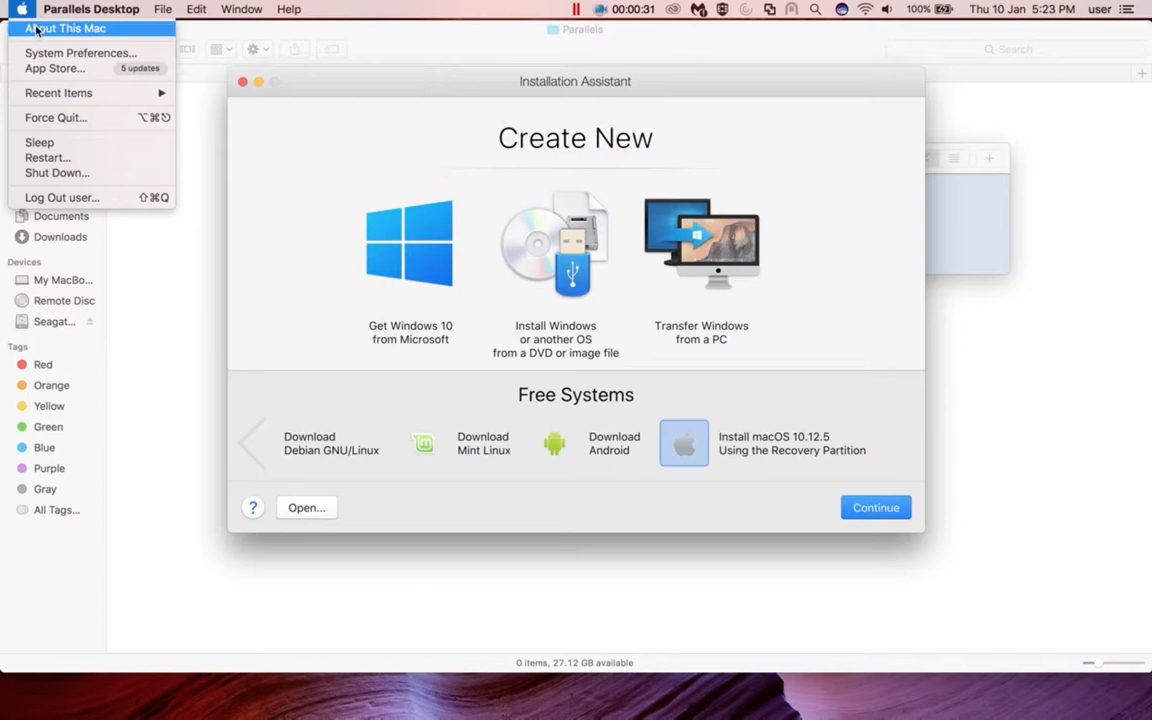 Parallels Desktop File Edit Window Help 00:00:31 100% Thu 10 Jan 5:23 PM user
About This Mac
System Preferences...
App Store... 5 updates
Recent Items
Force Quit... ⌥⌘⎋
Sleep
Restart...
Shut Down...
Log Out user... ⇧⌘Q
Parallels
Search
Documents
Downloads
Devices
My MacBo...
Remote Disc
Seagat...
Tags
Red
Orange
Yellow
Green
Blue
Purple
Gray
All Tags...
Installation Assistant
Create New
Get Windows 10
from Microsoft
Install Windows
or another OS
from a DVD or image file
Transfer Windows
from a PC
Free Systems
Download
Debian GNU/Linux
Download
Mint Linux
Download
Android
Install macOS 10.12.5
Using the Recovery Partition
?
Open...
Continue
0 items, 27.12 GB available